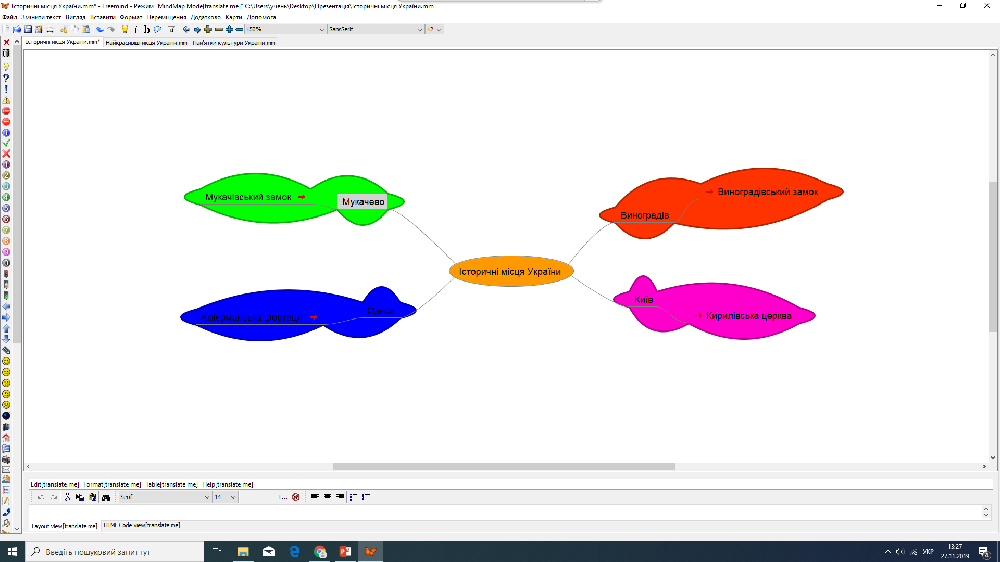 Історичні місця України.mm* - Freemind - Режим "MindMap Mode[translate me]" C:\Users\учень\Desktop\Презентація\Історичні місця України.mm
Файл Змінити текст Вигляд Вставити Формат Переміщення Додатково Карти Допомога
150% SansSerif 12
Історичні місця України.mm* Найкрасивіші місця України.mm Пам'ятки культури України.mm
Мукачівський замок
Мукачево
Виноградівський замок
Виноградів
Історичні місця України
Аккерманська фортеця
Одеса
Київ
Кирилівська церква
Edit[translate me] Format[translate me] Table[translate me] Help[translate me]
Serif 14 T...
Layout view[translate me] HTML Code view[translate me]
Введіть пошуковий запит тут
УКР
13:27
27.11.2019
4